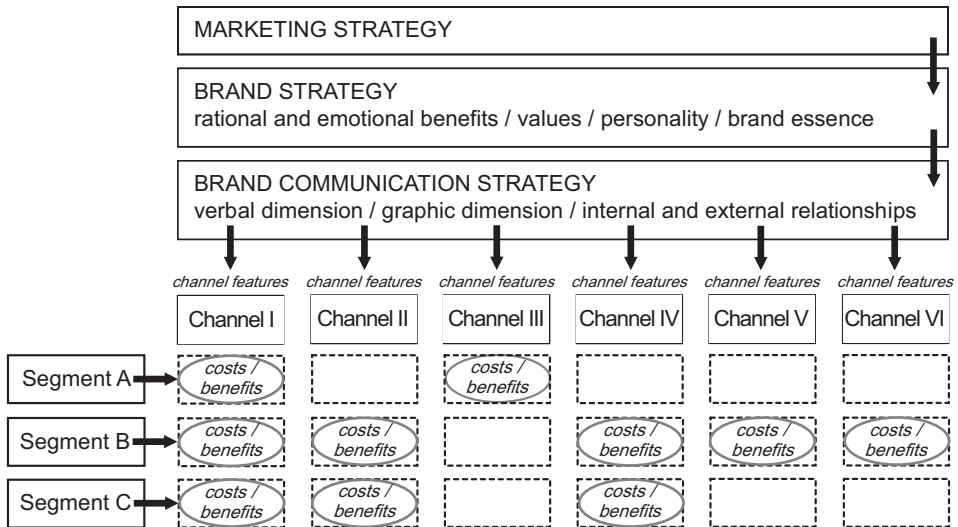 MARKETING STRATEGY
BRAND STRATEGY
rational and emotional benefits / values / personality / brand essence
BRAND COMMUNICATION STRATEGY
verbal dimension / graphic dimension / internal and external relationships
channel features channel features channel features channel features channel features channel features
Channel I Channel II Channel III Channel IV Channel V Channel VI
Segment A
costs / benefits
costs / benefits
Segment B
costs / benefits
costs / benefits
costs / benefits
costs / benefits
costs / benefits
Segment C
costs / benefits
costs / benefits
costs / benefits